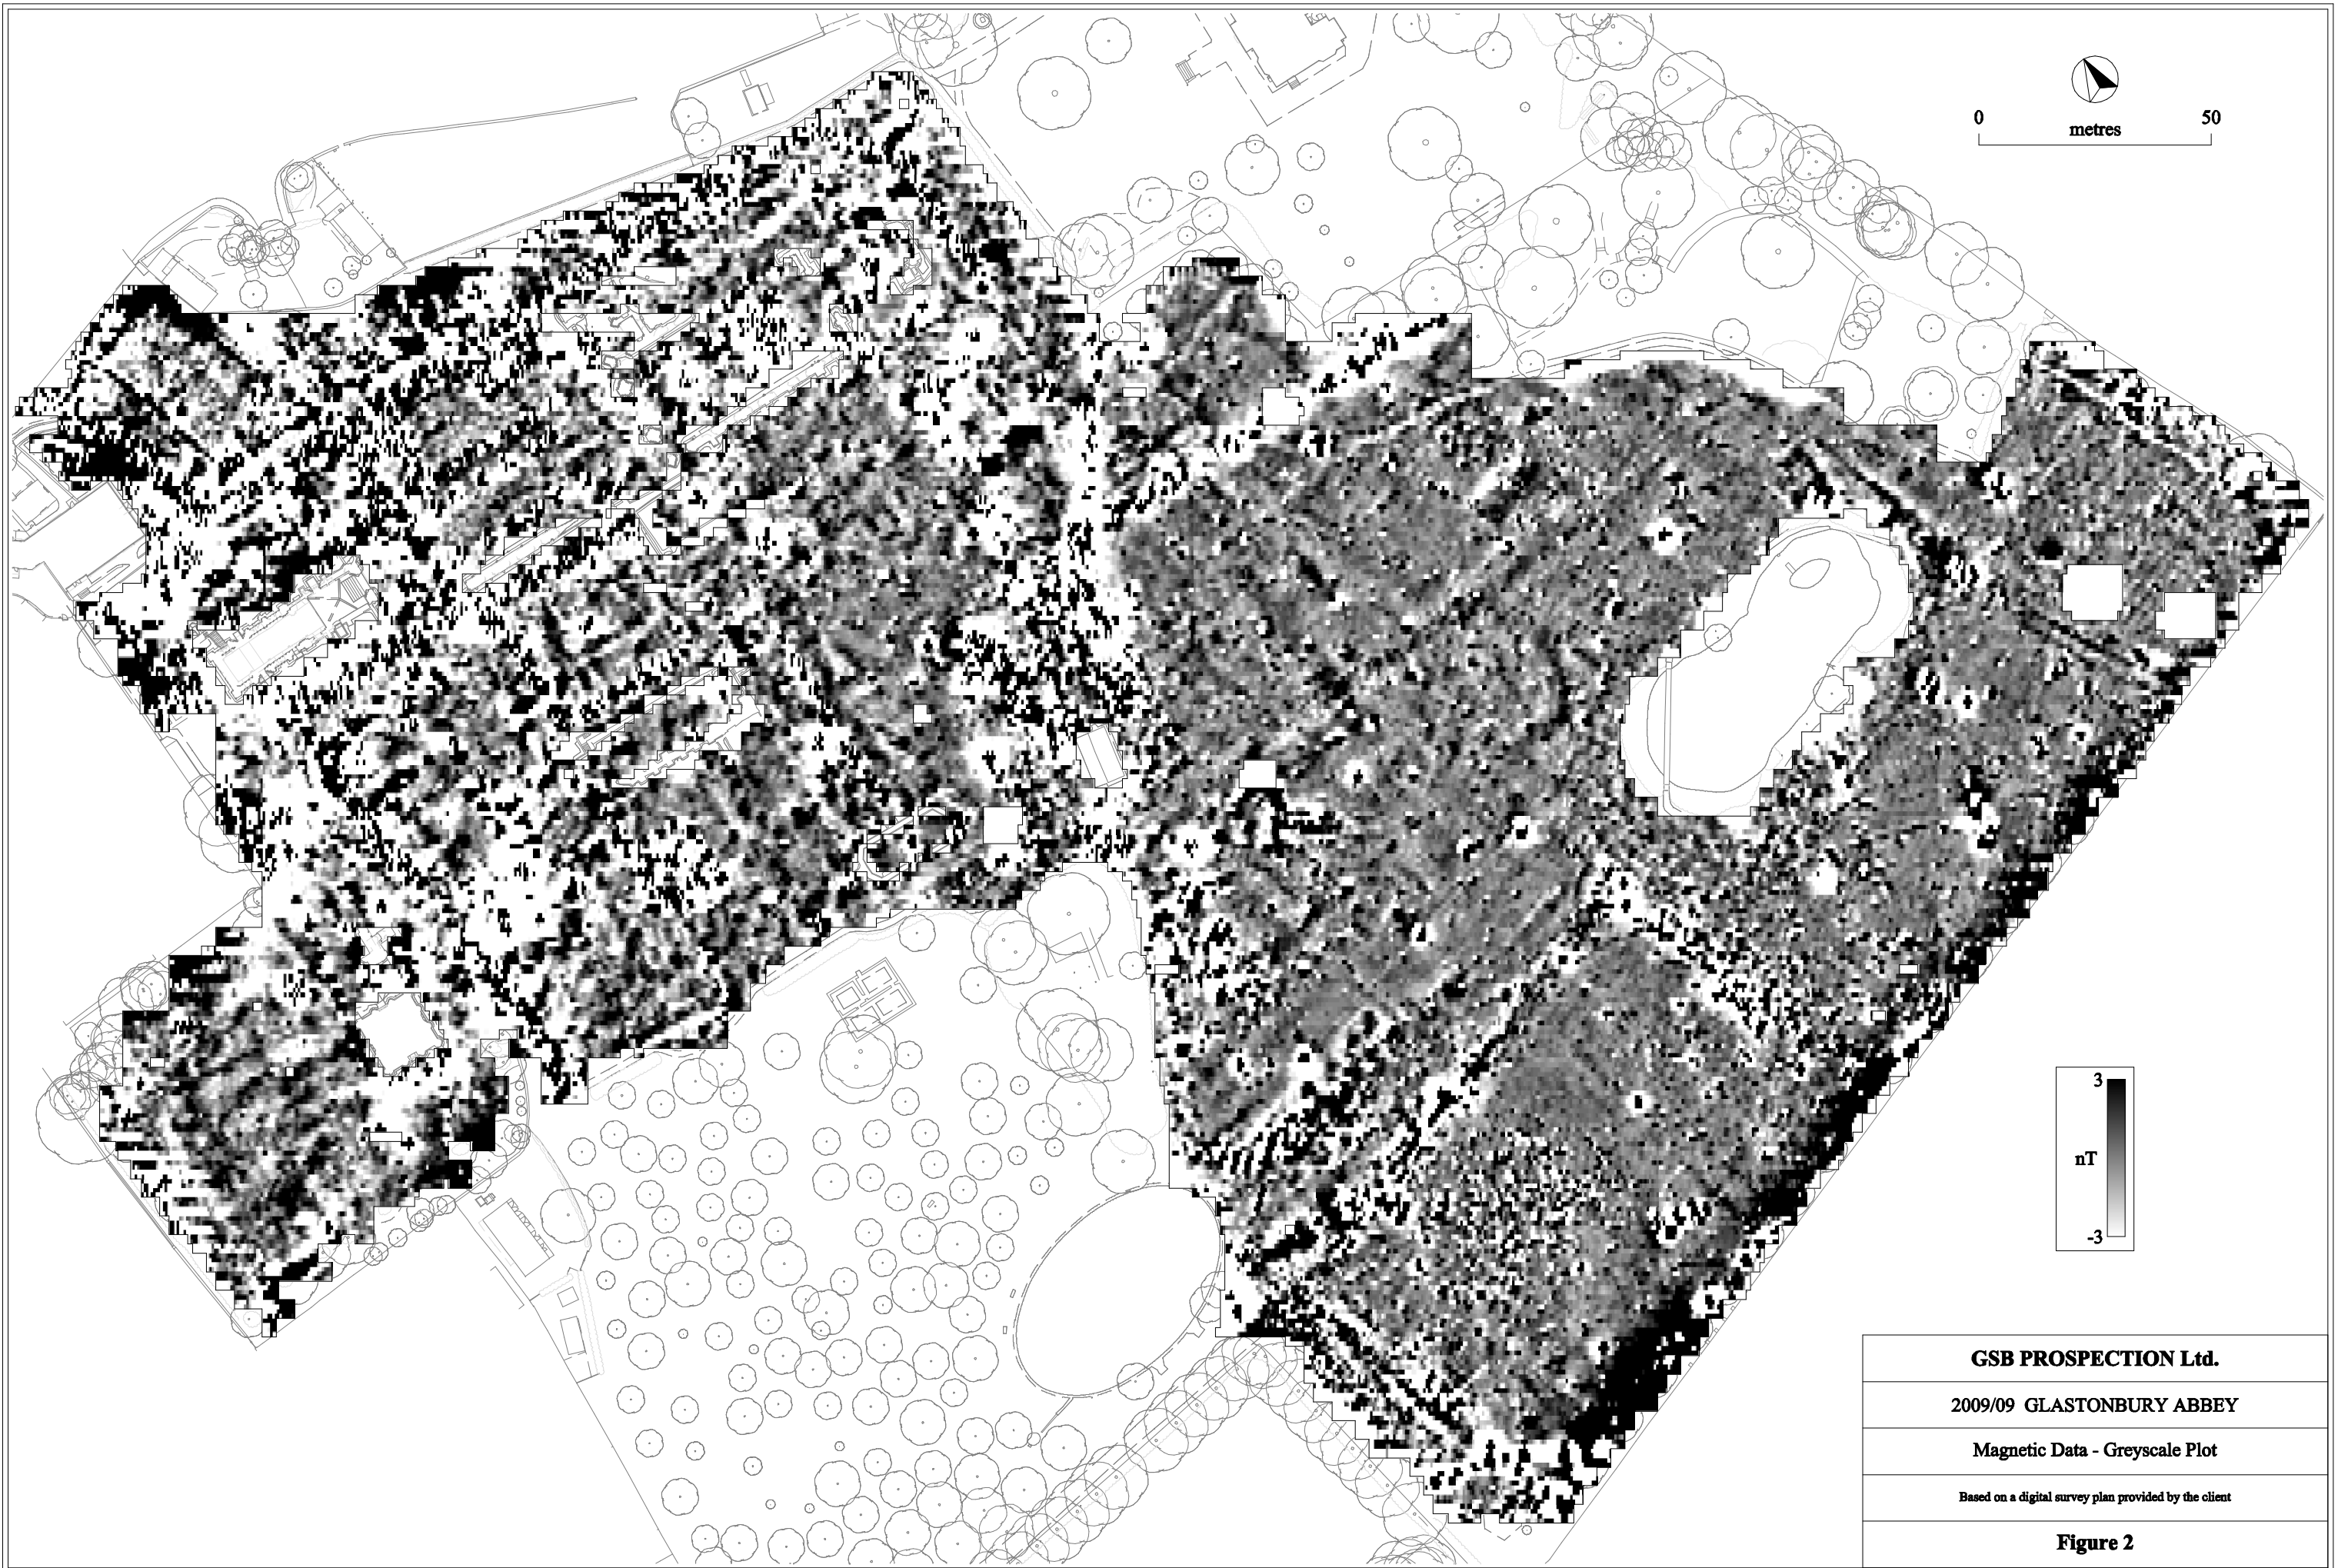 0 50
metres
3
nT
-3
GSB PROSPECTION Ltd.
2009/09 GLASTONBURY ABBEY
Magnetic Data - Greyscale Plot
Based on a digital survey plan provided by the client
Figure 2